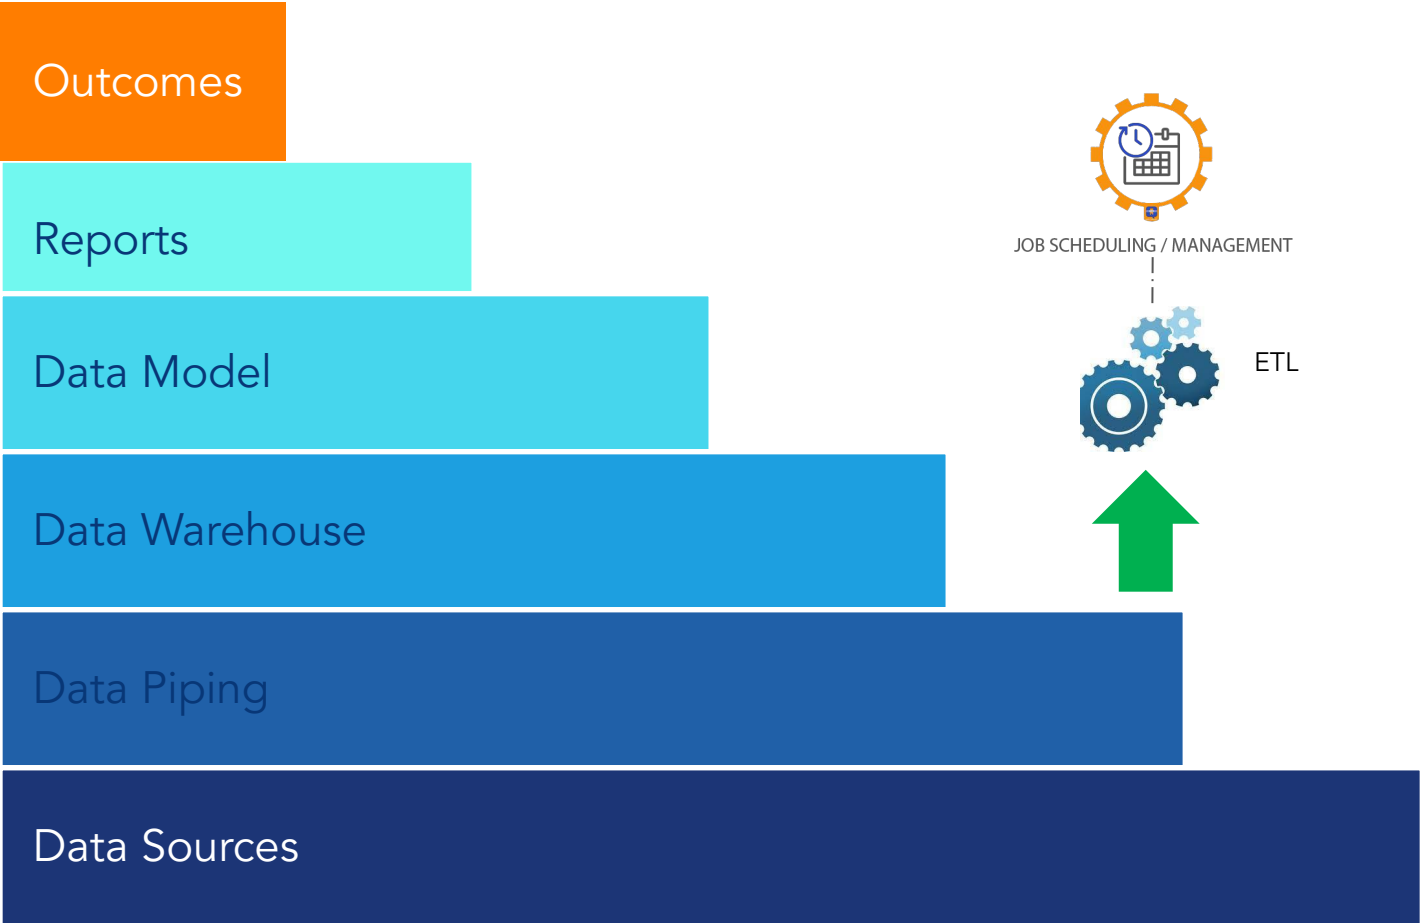 Outcomes
Reports
JOB SCHEDULING / MANAGEMENT
Data Model
ETL
Data Warehouse
Data Piping
Data Sources